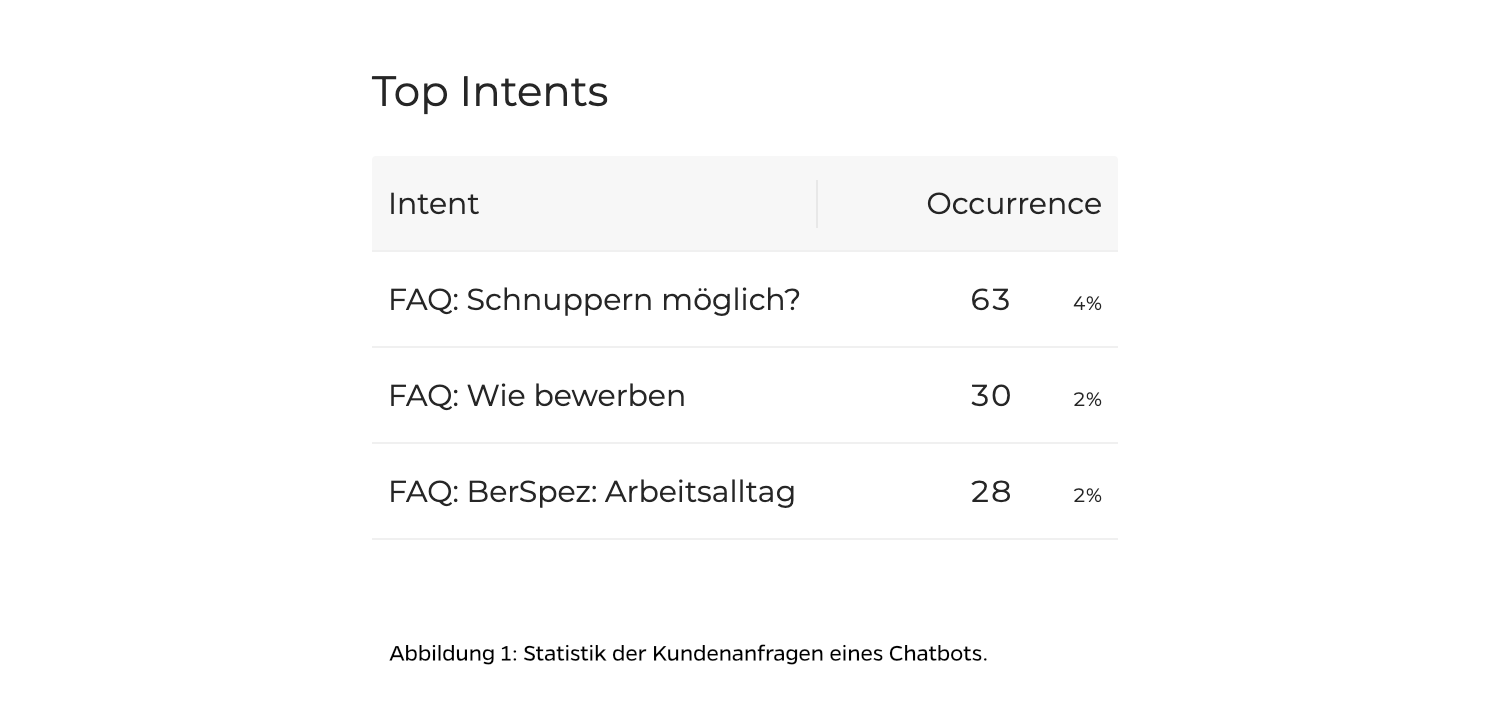 Top Intents
Intent Occurrence
FAQ: Schnuppern möglich? 63 4%
FAQ: Wie bewerben 30 2%
FAQ: BerSpez: Arbeitsalltag 28 2%
Abbildung 1: Statistik der Kundenanfragen eines Chatbots.